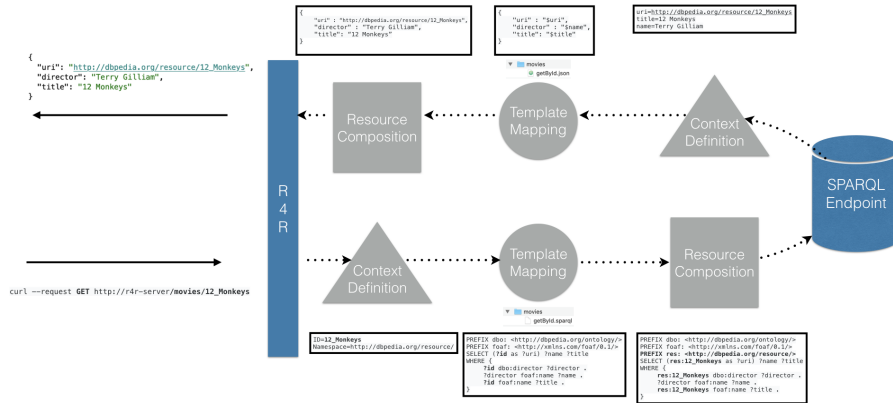 {
"uri" : "http://dbpedia.org/resource/12_Monkeys",
"director" : "Terry Gilliam",
"title": "12 Monkeys"
}
{
"uri" : "$uri",
"director" : "$name",
"title": "$title"
}
uri=http://dbpedia.org/resource/12_Monkeys
title=12 Monkeys
name=Terry Gilliam
{
"uri": "http://dbpedia.org/resource/12_Monkeys",
"director": "Terry Gilliam",
"title": "12 Monkeys"
}
movies
getById.json
Resource
Composition
Template
Mapping
Context
Definition
SPARQL
Endpoint
R
4
R
Context
Definition
Template
Mapping
Resource
Composition
curl --request GET http://r4r-server/movies/12_Monkeys
movies
getById.sparql
ID=12_Monkeys
Namespace=http://dbpedia.org/resource/
PREFIX dbo: <http://dbpedia.org/ontology/>
PREFIX foaf: <http://xmlns.com/foaf/0.1/>
SELECT (?id as ?uri) ?name ?title
WHERE {
?id dbo:director ?director .
?director foaf:name ?name .
?id foaf:name ?title .
}
PREFIX dbo: <http://dbpedia.org/ontology/>
PREFIX foaf: <http://xmlns.com/foaf/0.1/>
PREFIX res: <http://dbpedia.org/resource/>
SELECT (res:12_Monkeys as ?uri) ?name ?title
WHERE {
res:12_Monkeys dbo:director ?director .
?director foaf:name ?name .
res:12_Monkeys foaf:name ?title .
}